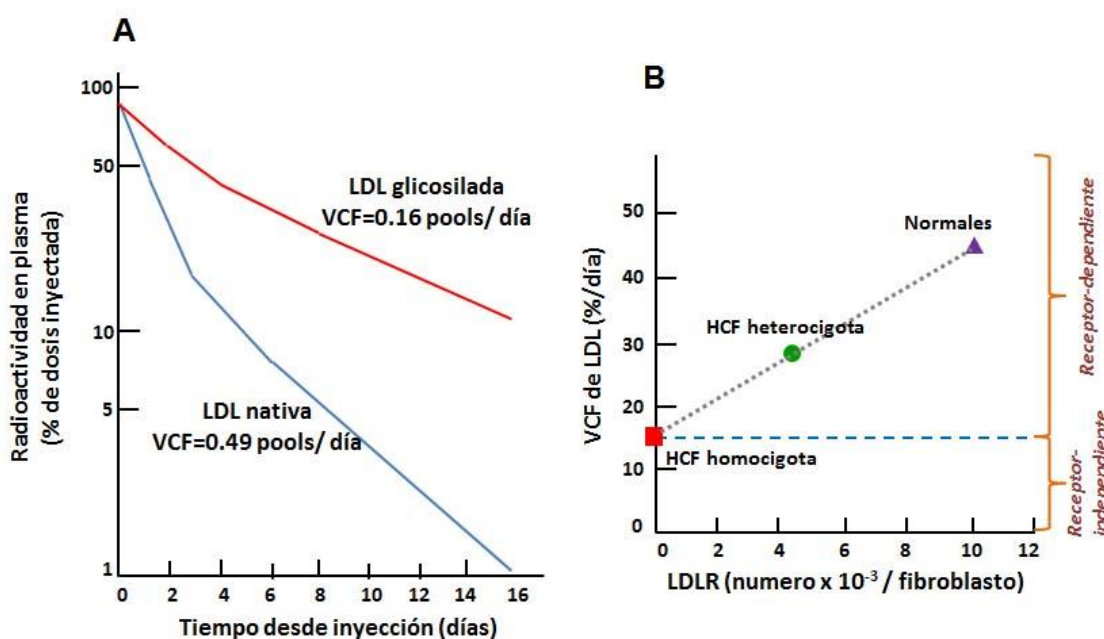 A
Radioactividad en plasma
(% de dosis inyectada)
100
50
10
5
1
LDL glicosilada
VCF=0.16 pools/ día
LDL nativa
VCF=0.49 pools/ día
0 2 4 6 8 10 12 14 16
Tiempo desde inyección (días)
B
VCF de LDL (%/día)
50
40
30
20
10
0
Normales
HCF heterocigota
HCF homocigota
0 2 4 6 8 10 12
LDLR (numero x 10⁻³ / fibroblasto)
Receptor-dependiente
Receptor-
independiente